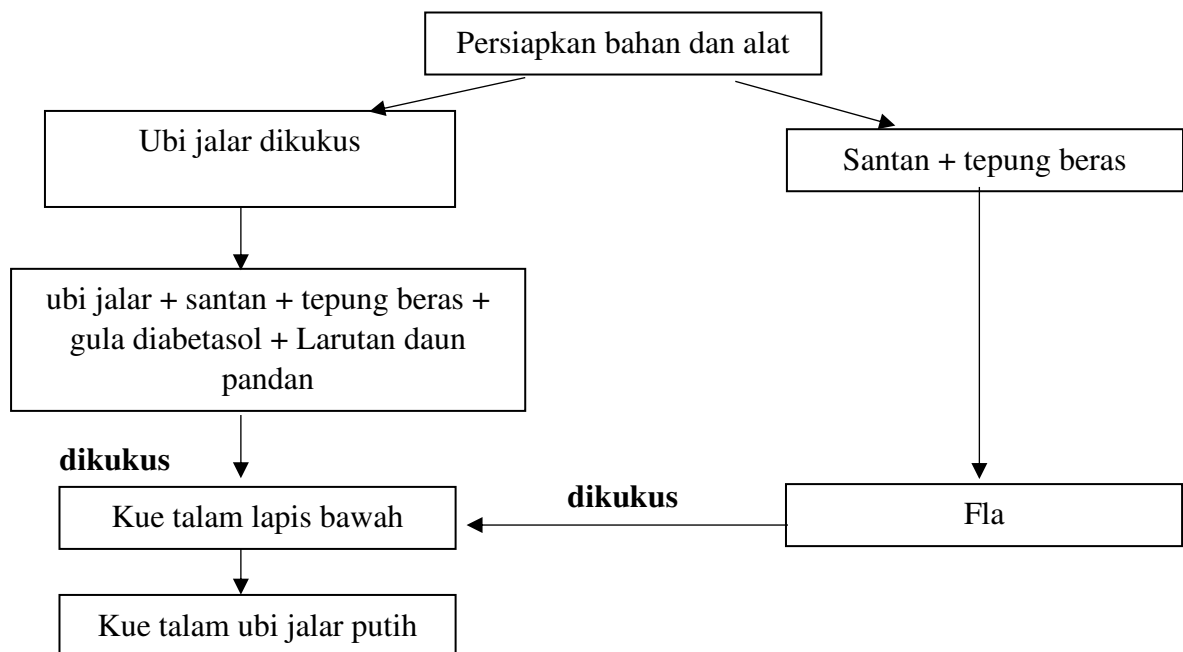 Persiapkan bahan dan alat
Ubi jalar dikukus
Santan + tepung beras
ubi jalar + santan + tepung beras +
gula diabetasol + Larutan daun
pandan
dikukus
dikukus
Kue talam lapis bawah
Fla
Kue talam ubi jalar putih